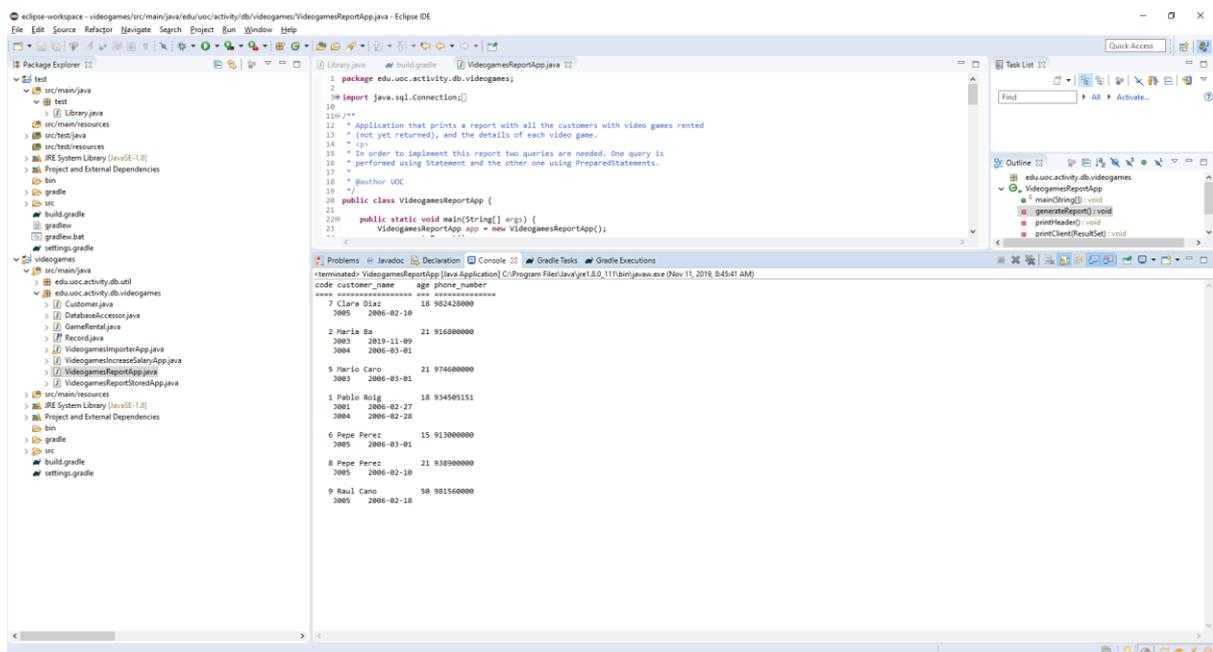 eclipse-workspace - videogames/src/main/java/edu/uoc/activity/db/videogames/VideogamesReportApp.java - Eclipse IDE
File Edit Source Refactor Navigate Search Project Run Window Help
Quick Access
Package Explorer
test
src/main/java
test
Library.java
src/main/resources
src/test/java
src/test/resources
JRE System Library [JavaSE-1.8]
Project and External Dependencies
bin
gradle
src
build.gradle
gradlew
gradlew.bat
settings.gradle
videogames
src/main/java
edu.uoc.activity.db.util
edu.uoc.activity.db.videogames
Customer.java
DatabaseAccessor.java
GameRental.java
Record.java
VideogamesImporterApp.java
VideogamesIncreaseSalaryApp.java
VideogamesReportApp.java
VideogamesReportStoredApp.java
src/main/resources
JRE System Library [JavaSE-1.8]
Project and External Dependencies
bin
gradle
src
build.gradle
settings.gradle
Library.java build.gradle VideogamesReportApp.java
1 package edu.uoc.activity.db.videogames;
2
3 import java.sql.Connection;
10
11 /**
12 * Application that prints a report with all the customers with video games rented
13 * (not yet returned), and the details of each video game.
14 * <p>
15 * In order to implement this report two queries are needed. One query is
16 * performed using Statement and the other one using PreparedStatements.
17 *
18 * @author UOC
19 */
20 public class VideogamesReportApp {
21
22 public static void main(String[] args) {
23 VideogamesReportApp app = new VideogamesReportApp();
Task List
Find All Activate...
Outline
edu.uoc.activity.db.videogames
VideogamesReportApp
main(String[]) : void
generateReport() : void
printHeader() : void
printClient(ResultSet) : void
Problems Javadoc Declaration Console Gradle Tasks Gradle Executions
<terminated> VideogamesReportApp [Java Application] C:\Program Files\Java\jre1.8.0_111\bin\javaw.exe (Nov 11, 2019, 8:45:41 AM)
code customer_name age phone_number
==== ================= === ==============
7 Clara Diaz 18 982428000
J005 2006-02-10
2 Maria Ba 21 916800000
J003 2019-11-09
J004 2006-03-01
5 Mario Caro 21 974600000
J003 2006-03-01
1 Pablo Roig 18 934505151
J001 2006-02-27
J004 2006-02-28
6 Pepe Perez 15 913000000
J005 2006-03-01
8 Pepe Perez 21 938900000
J005 2006-02-10
9 Raul Cano 50 981560000
J005 2006-02-18